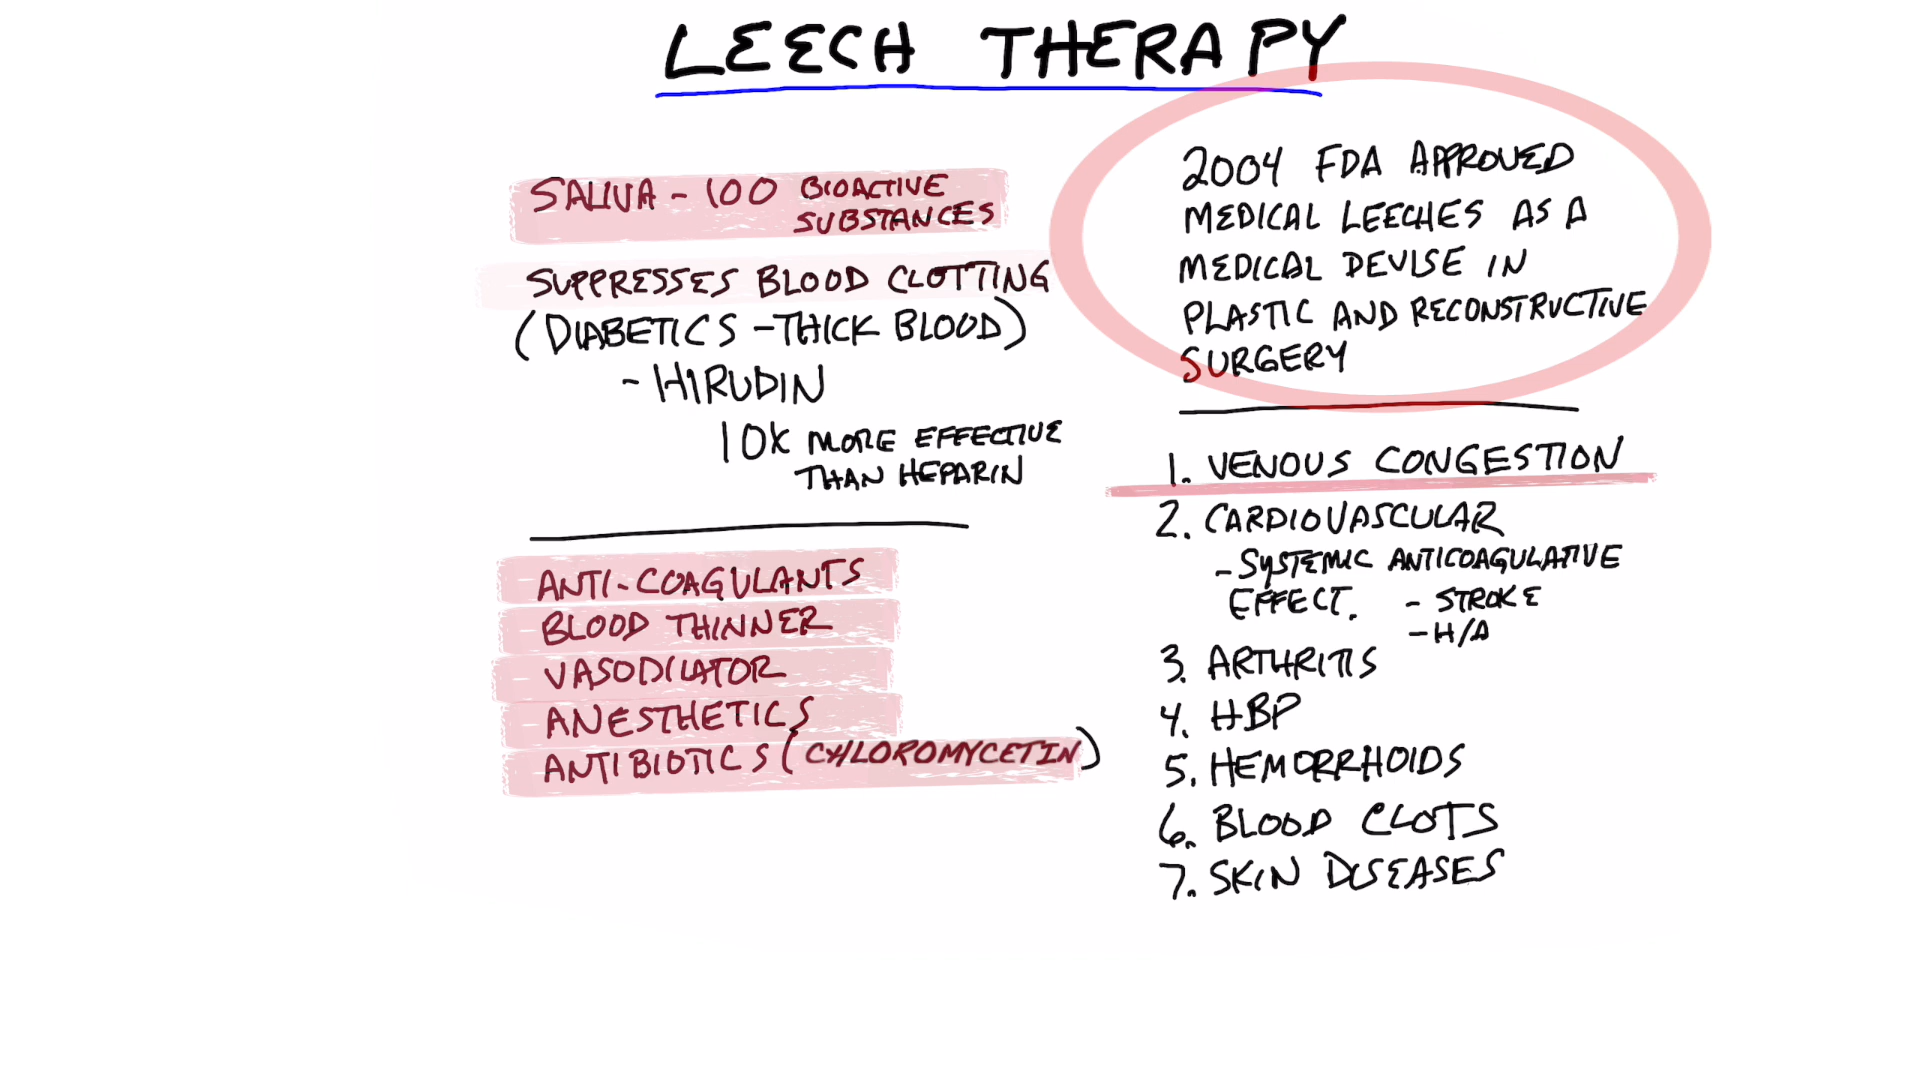 LEECH THERAPY
SALIVA - 100 BIOACTIVE
SUBSTANCES
SUPPRESSES BLOOD CLOTTING
(DIABETICS - THICK BLOOD)
- HIRUDIN
10K MORE EFFECTIVE
THAN HEPARIN
ANTI-COAGULANTS
BLOOD THINNER
VASODILATOR
ANESTHETICS
ANTIBIOTICS (CHLOROMYCETIN)
2004 FDA APPROVED
MEDICAL LEECHES AS A
MEDICAL DEVISE IN
PLASTIC AND RECONSTRUCTIVE
SURGERY
1. VENOUS CONGESTION
2. CARDIOVASCULAR
- SYSTEMIC ANTICOAGULATIVE
EFFECT. - STROKE
- H/A
3. ARTHRITIS
4. HBP
5. HEMORRHOIDS
6. BLOOD CLOTS
7. SKIN DISEASES